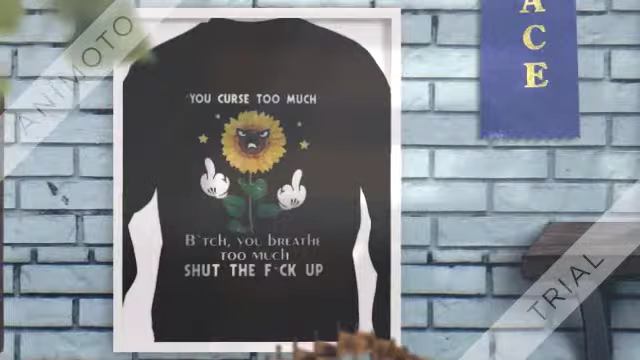 ANIMOTO
YOU CURSE TOO MUCH
B*TCH, YOU BREATHE
TOO MUCH
SHUT THE F*CK UP
ACE
TRIAL